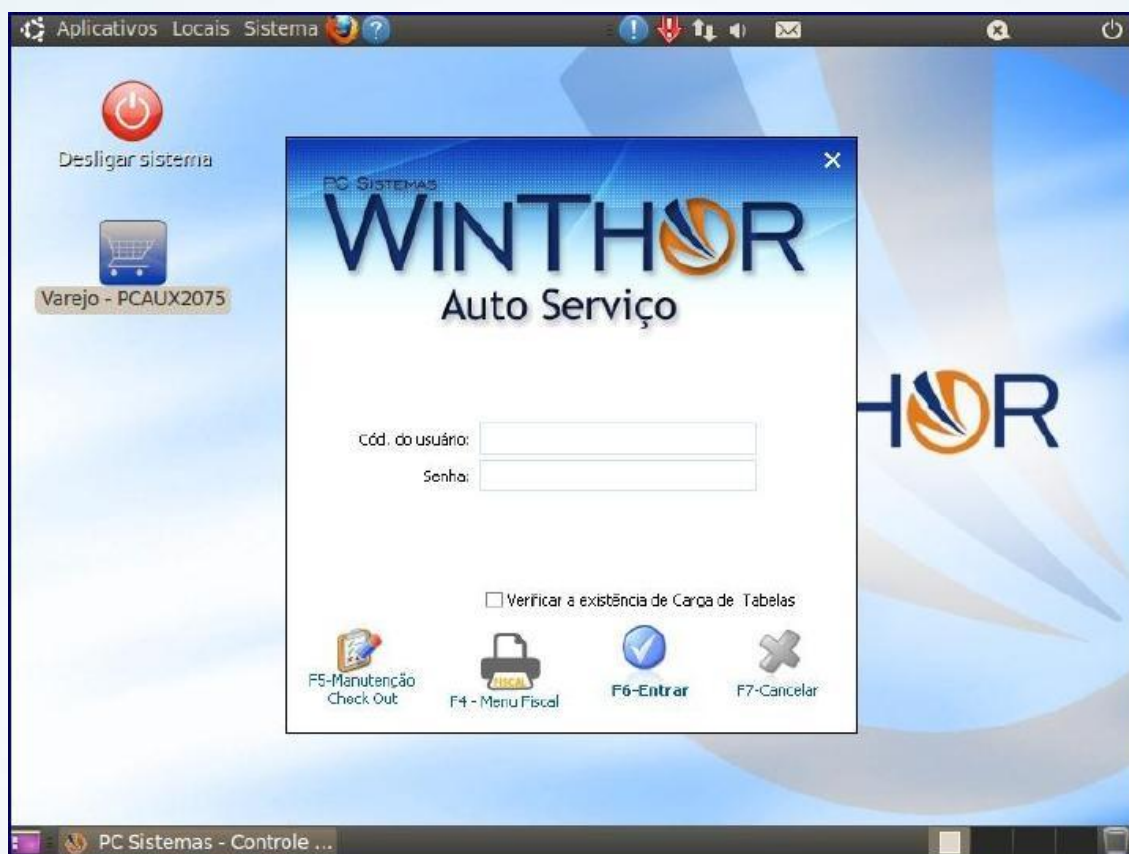 Aplicativos Locais Sistema
Desligar sistema
Varejo - PCAUX2075
PC SISTEMAS
WINTHOR
Auto Serviço
HOR
Cód. do usuário:
Senha:
Verificar a existência de Carga de Tabelas
F5-Manutenção
Check Out
FISCAL
F4 - Menu Fiscal
F6-Entrar
F7-Cancelar
PC Sistemas - Controle ...